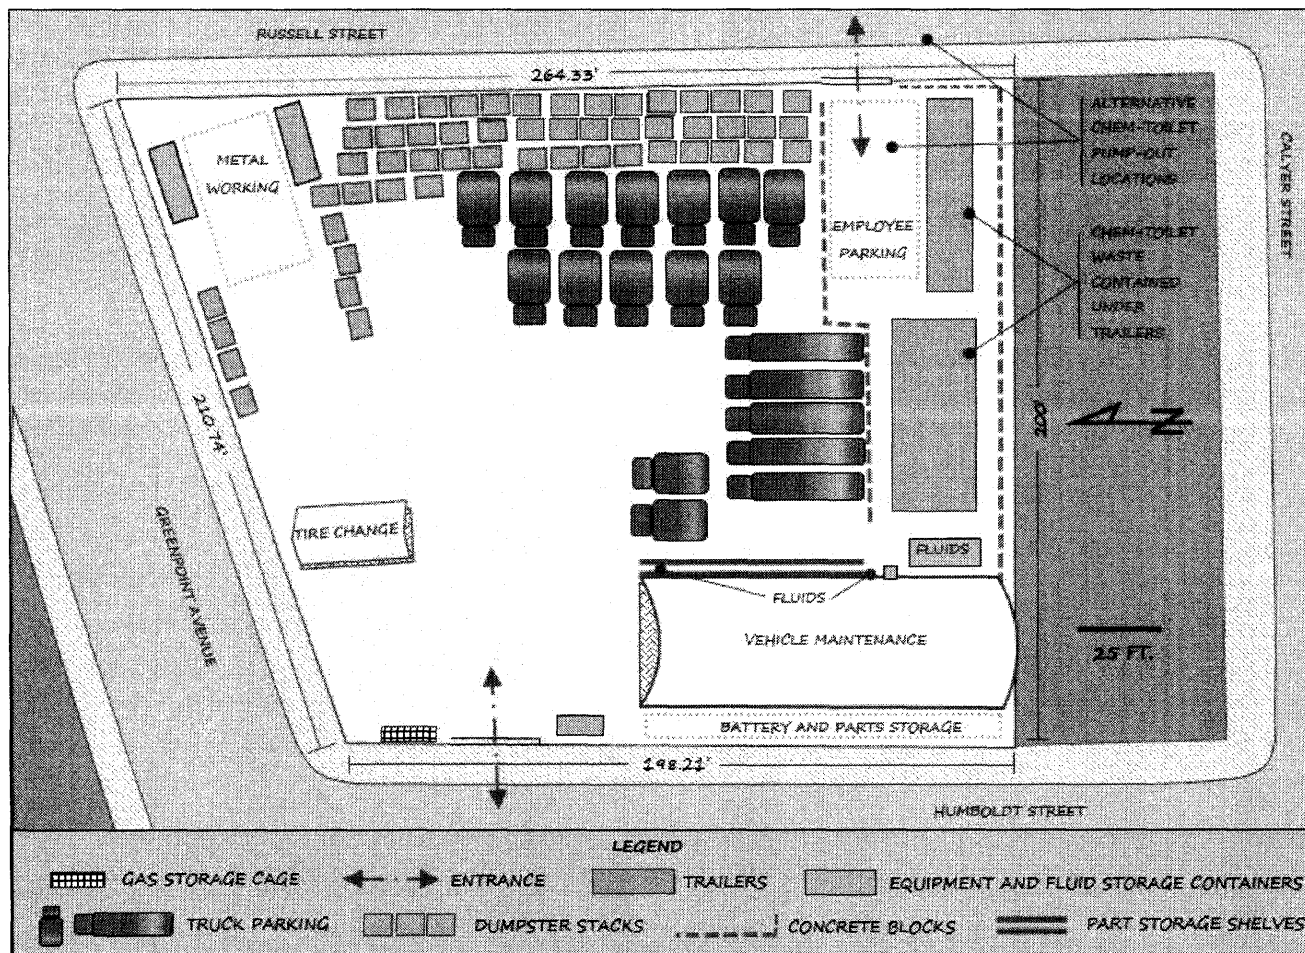 RUSSELL STREET
264.33'
ALTERNATIVE
CHEM-TOILET
PUMP-OUT
LOCATIONS
CALYER STREET
METAL
WORKING
EMPLOYEE
PARKING
CHEM-TOILET
WASTE
CONTAINED
UNDER
TRAILERS
210.74'
200'
N
GREENPOINT AVENUE
TIRE CHANGE
FLUIDS
FLUIDS
VEHICLE MAINTENANCE
25 FT.
BATTERY AND PARTS STORAGE
198.21'
HUMBOLDT STREET
LEGEND
GAS STORAGE CAGE
ENTRANCE
TRAILERS
EQUIPMENT AND FLUID STORAGE CONTAINERS
TRUCK PARKING
DUMPSTER STACKS
CONCRETE BLOCKS
PART STORAGE SHELVES